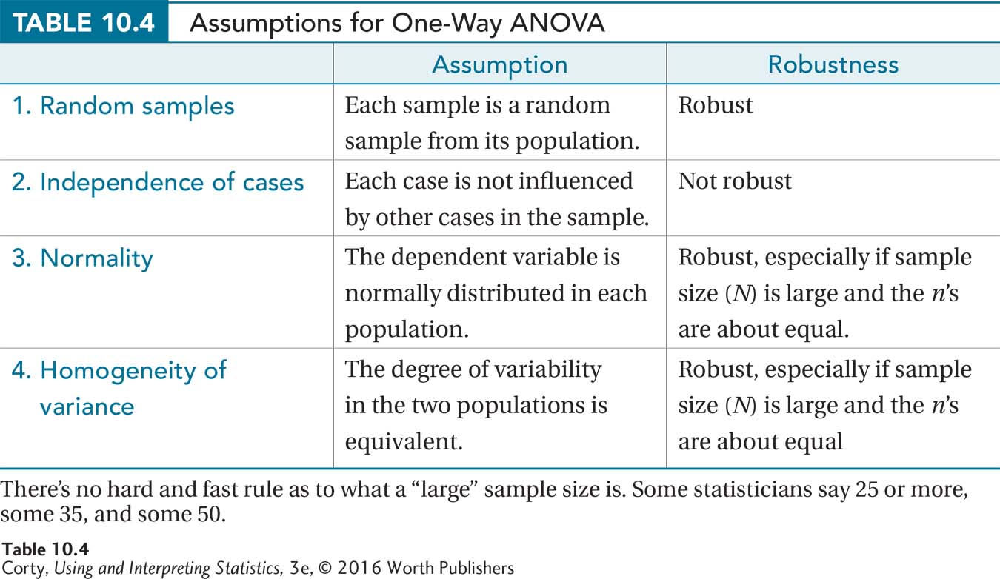 TABLE 10.4 Assumptions for One-Way ANOVA
Assumption Robustness
1. Random samples Each sample is a random Robust
sample from its population.
2. Independence of cases Each case is not influenced Not robust
by other cases in the sample.
3. Normality The dependent variable is Robust, especially if sample
normally distributed in each size (N) is large and the n’s
population. are about equal.
4. Homogeneity of The degree of variability Robust, especially if sample
variance in the two populations is size (N) is large and the n’s
equivalent. are about equal
There’s no hard and fast rule as to what a “large” sample size is. Some statisticians say 25 or more,
some 35, and some 50.
Table 10.4
Corty, Using and Interpreting Statistics, 3e, © 2016 Worth Publishers